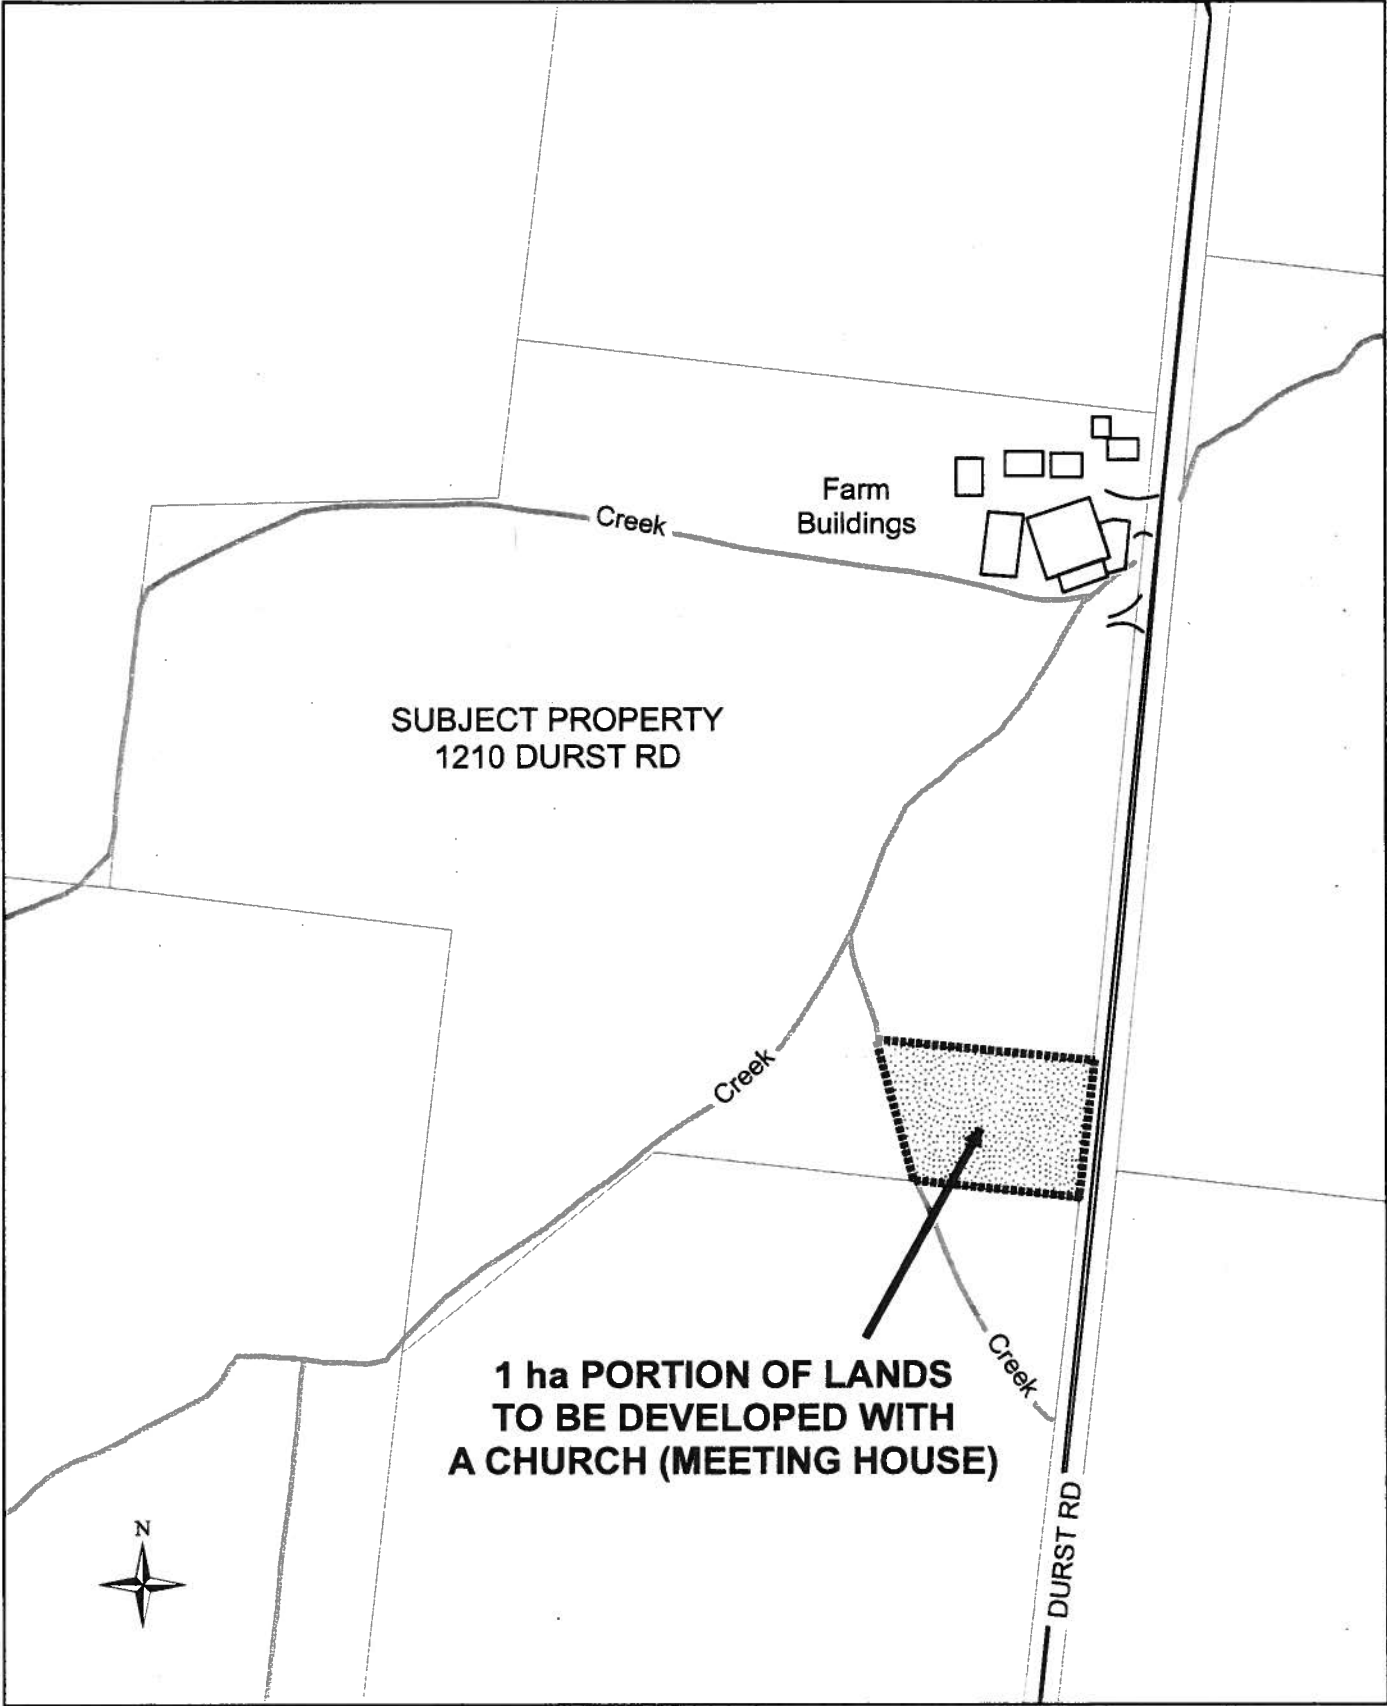 Farm
Buildings
Creek
SUBJECT PROPERTY
1210 DURST RD
Creek
1 ha PORTION OF LANDS
TO BE DEVELOPED WITH
A CHURCH (MEETING HOUSE)
Creek
DURST RD
N